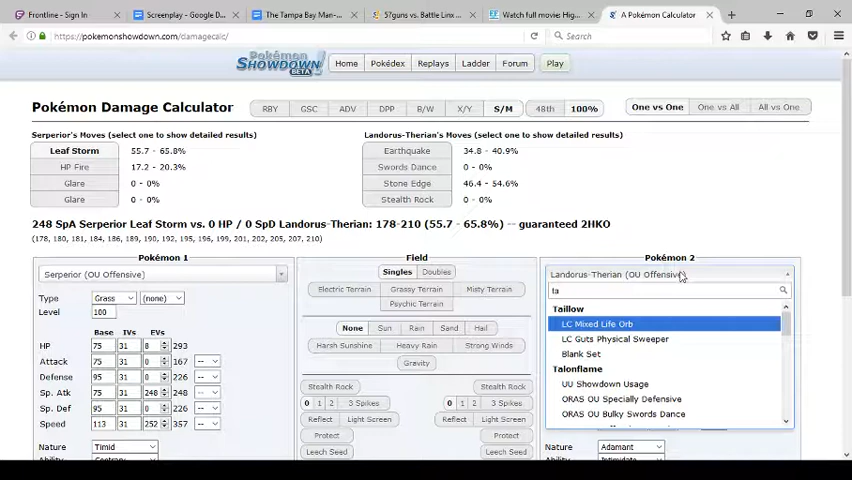 Frontline - Sign In
Screenplay - Google D
The Tampa Bay Man-
5?guns vs. Battle Linx
Watch full movie: Hig
A Pokémon Calculator
https://pokemonshowdown.com/damagecalc/
Search
Pokémon SHOWDOWN! BETA
Home Pokédex Replays Ladder Forum Play
Pokémon Damage Calculator
RBY GSC ADV DPP B/W X/Y S/M 48th 100%
One vs One One vs All All vs One
Serperior's Moves (select one to show detailed results)
Landorus-Therian's Moves (select one to show detailed results)
Leaf Storm 55.7 - 65.8% Earthquake 34.8 - 40.9%
HP Fire 17.2 - 20.3% Swords Dance 0 - 0%
Glare 0 - 0% Stone Edge 46.4 - 54.6%
Glare 0 - 0% Stealth Rock 0 - 0%
248 SpA Serperior Leaf Storm vs. 0 HP / 0 SpD Landorus-Therian: 178-210 (55.7 - 65.8%) -- guaranteed 2HKO
(178, 180, 181, 184, 186, 189, 190, 192, 195, 196, 199, 201, 202, 205, 207, 210)
Pokémon 1
Serperior (OU Offensive)
Type Grass (none)
Level 100
Base IVs EVs
HP 75 31 8 293
Attack 75 31 0 167 --
Defense 95 31 0 226 --
Sp. Atk 75 31 248 248 --
Sp. Def 95 31 0 226 --
Speed 113 31 252 357 --
Nature Timid
Ability Contrary
Field
Singles Doubles
Electric Terrain Grassy Terrain Misty Terrain
Psychic Terrain
None Sun Rain Sand Hail
Harsh Sunshine Heavy Rain Strong Winds
Gravity
Stealth Rock Stealth Rock
0 1 2 3 Spikes 0 1 2 3 Spikes
Reflect Light Screen Reflect Light Screen
Protect Protect
Leech Seed Leech Seed
Pokémon 2
Landorus-Therian (OU Offensive)
ta
Taillow
LC Mixed Life Orb
LC Guts Physical Sweeper
Blank Set
Talonflame
UU Showdown Usage
ORAS OU Specially Defensive
ORAS OU Bulky Swords Dance
Nature Adamant
Ability Intimidate